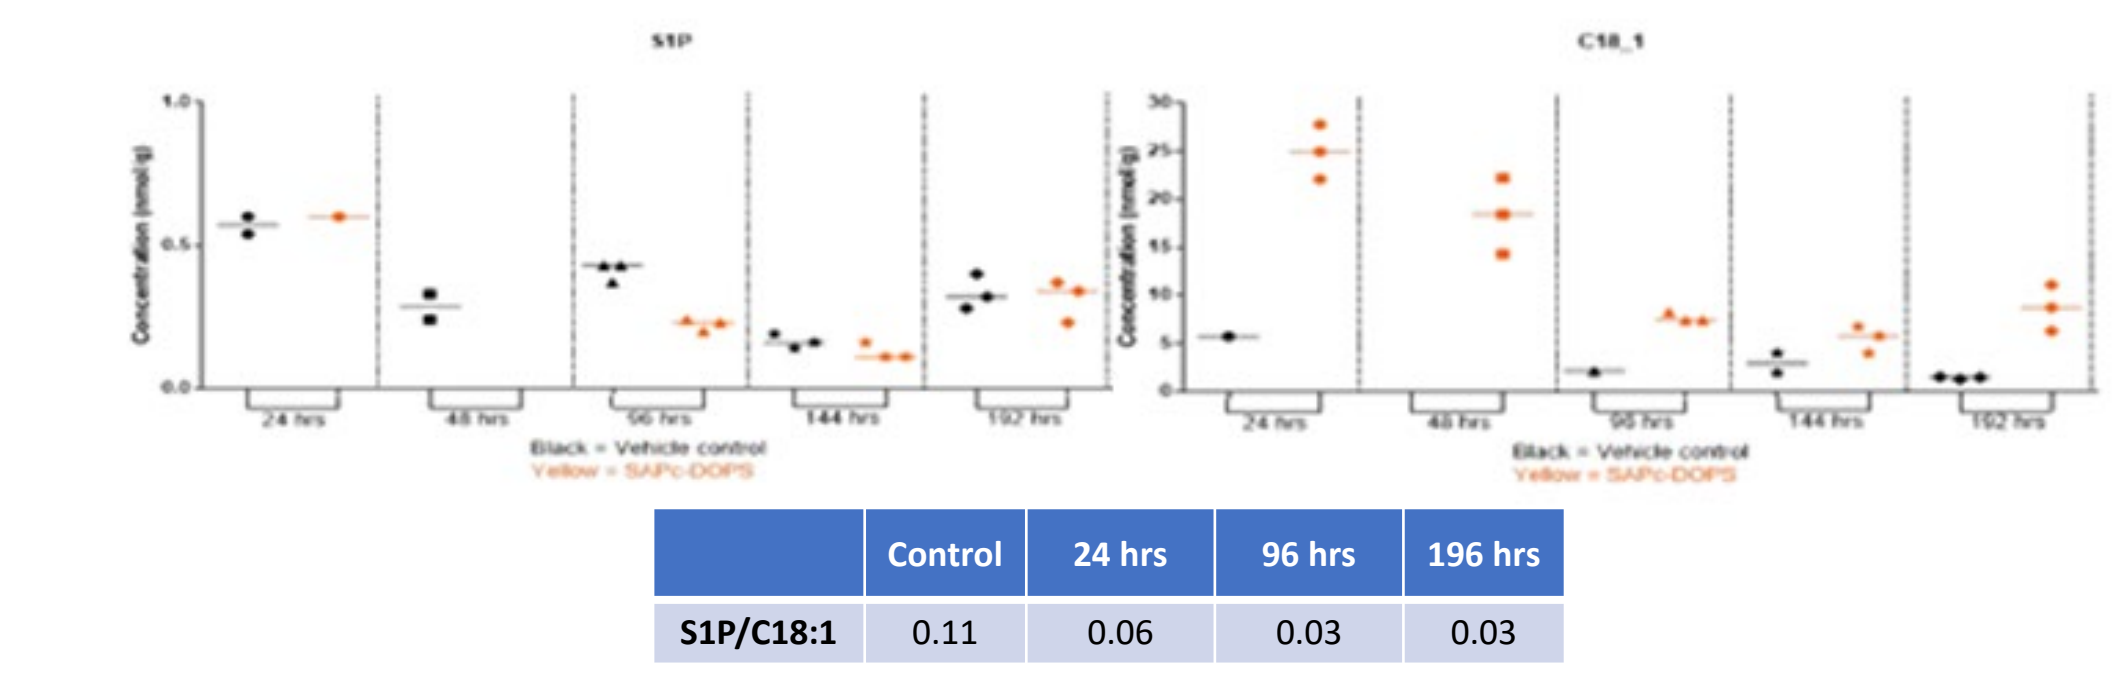 S1P
C18_1
Concentration (nmol/g)
1.0
0.5
0.0
24 hrs
48 hrs
96 hrs
144 hrs
192 hrs
Black = Vehicle control
Yellow = SAPc-DOPS
Concentration (nmol/g)
30
25
20
15
10
5
0
24 hrs
48 hrs
96 hrs
144 hrs
192 hrs
Black = Vehicle control
Yellow = SAPc-DOPS
Control 24 hrs 96 hrs 196 hrs
S1P/C18:1 0.11 0.06 0.03 0.03